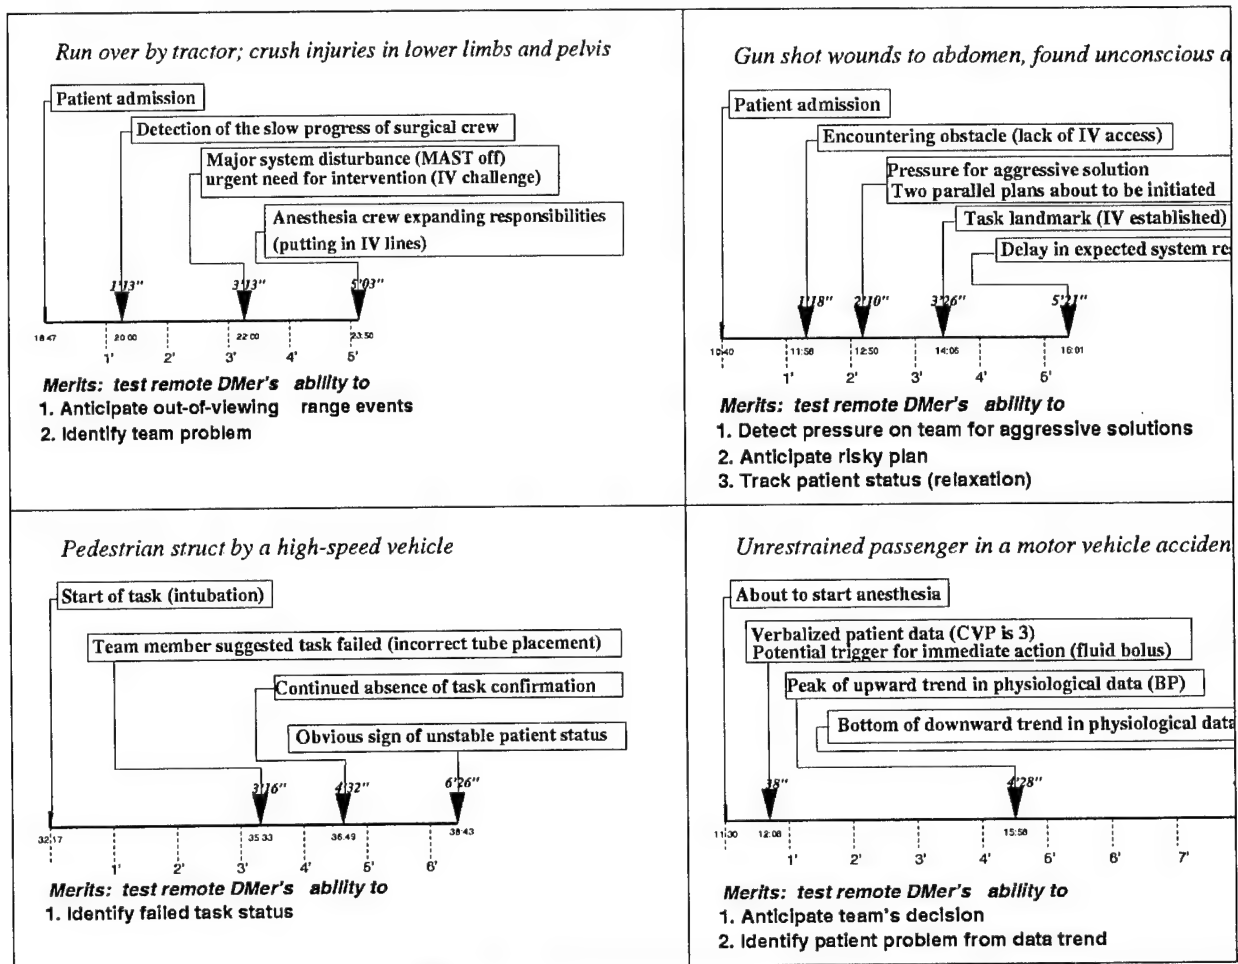 Run over by tractor; crush injuries in lower limbs and pelvis
Patient admission
Detection of the slow progress of surgical crew
Major system disturbance (MAST off)
urgent need for intervention (IV challenge)
Anesthesia crew expanding responsibilities
(putting in IV lines)
1'13" 3'13" 5'03"
18:47 20:00 22:00 23:50
1' 2' 3' 4' 5'
Merits: test remote DMer's ability to
1. Anticipate out-of-viewing range events
2. Identify team problem
Gun shot wounds to abdomen, found unconscious a
Patient admission
Encountering obstacle (lack of IV access)
Pressure for aggressive solution
Two parallel plans about to be initiated
Task landmark (IV established)
Delay in expected system re
1'18" 2'10" 3'26" 5'21"
10:40 11:58 12:50 14:06 16:01
1' 2' 3' 4' 5'
Merits: test remote DMer's ability to
1. Detect pressure on team for aggressive solutions
2. Anticipate risky plan
3. Track patient status (relaxation)
Pedestrian struct by a high-speed vehicle
Start of task (intubation)
Team member suggested task failed (incorrect tube placement)
Continued absence of task confirmation
Obvious sign of unstable patient status
3'16" 4'32" 6'26"
32:17 35:33 36:49 38:43
1' 2' 3' 4' 5' 6'
Merits: test remote DMer's ability to
1. Identify failed task status
Unrestrained passenger in a motor vehicle acciden
About to start anesthesia
Verbalized patient data (CVP is 3)
Potential trigger for immediate action (fluid bolus)
Peak of upward trend in physiological data (BP)
Bottom of downward trend in physiological data
38" 4'28"
11:30 12:08 15:58
1' 2' 3' 4' 5' 6' 7'
Merits: test remote DMer's ability to
1. Anticipate team's decision
2. Identify patient problem from data trend